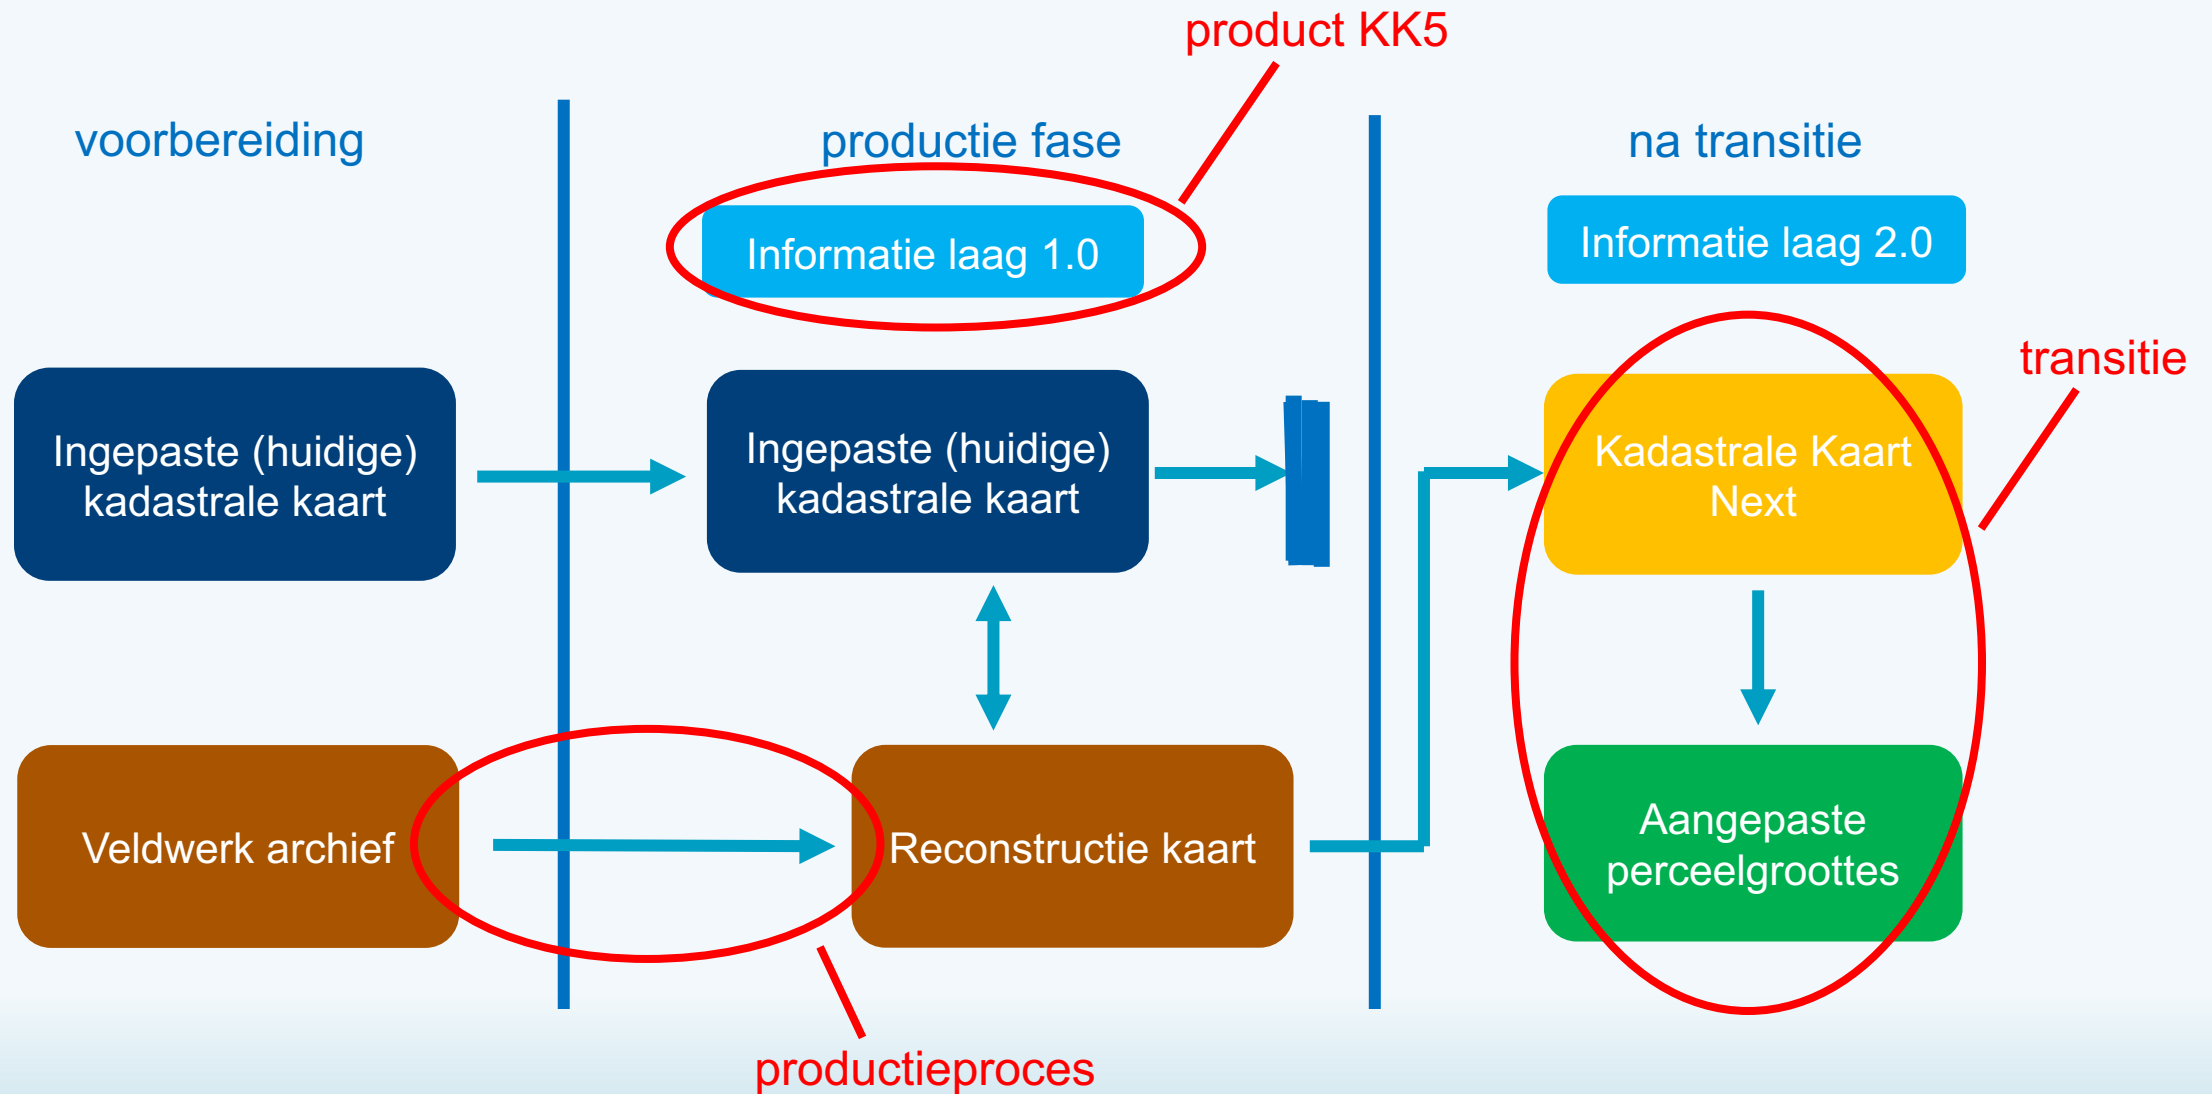 product KK5
voorbereiding
productie fase
na transitie
Informatie laag 1.0
Informatie laag 2.0
transitie
Ingepaste (huidige)
kadastrale kaart
Ingepaste (huidige)
kadastrale kaart
Kadastrale Kaart
Next
Veldwerk archief
Reconstructie kaart
Aangepaste
perceelgroottes
productieproces